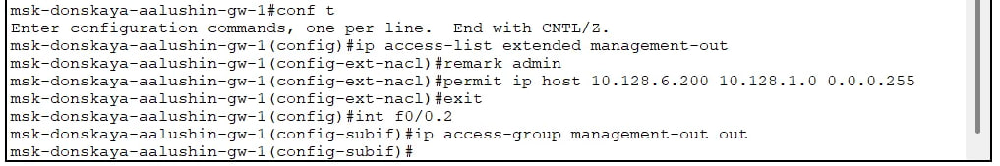 msk-donskaya-aalushin-gw-1#conf t
Enter configuration commands, one per line.  End with CNTL/Z.
msk-donskaya-aalushin-gw-1(config)#ip access-list extended management-out
msk-donskaya-aalushin-gw-1(config-ext-nacl)#remark admin
msk-donskaya-aalushin-gw-1(config-ext-nacl)#permit ip host 10.128.6.200 10.128.1.0 0.0.0.255
msk-donskaya-aalushin-gw-1(config-ext-nacl)#exit
msk-donskaya-aalushin-gw-1(config)#int f0/0.2
msk-donskaya-aalushin-gw-1(config-subif)#ip access-group management-out out
msk-donskaya-aalushin-gw-1(config-subif)#